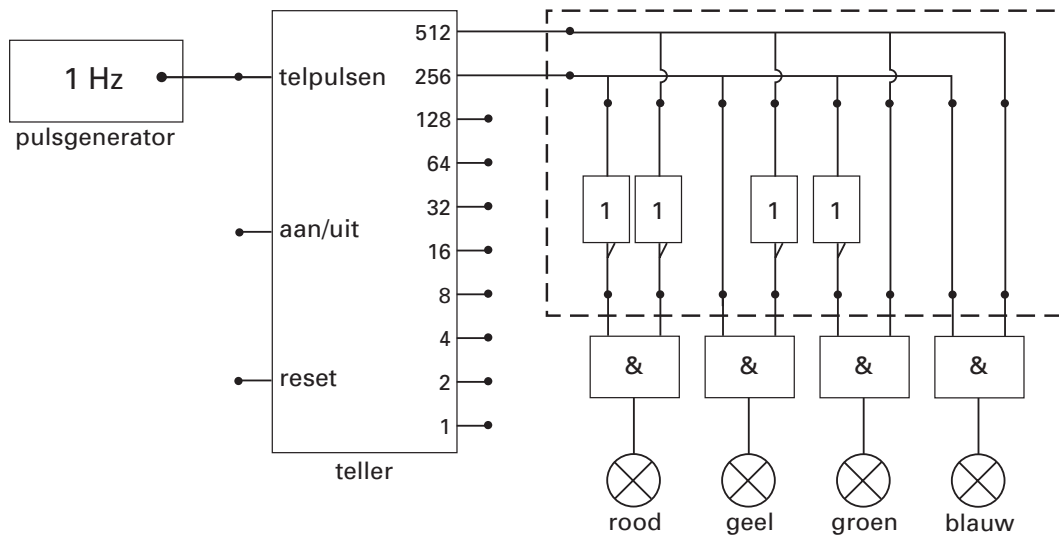 1 Hz
pulsgenerator
telpulsen
aan/uit
reset
512
256
128
64
32
16
8
4
2
1
teller
1 1 1 1
& & & &
rood geel groen blauw